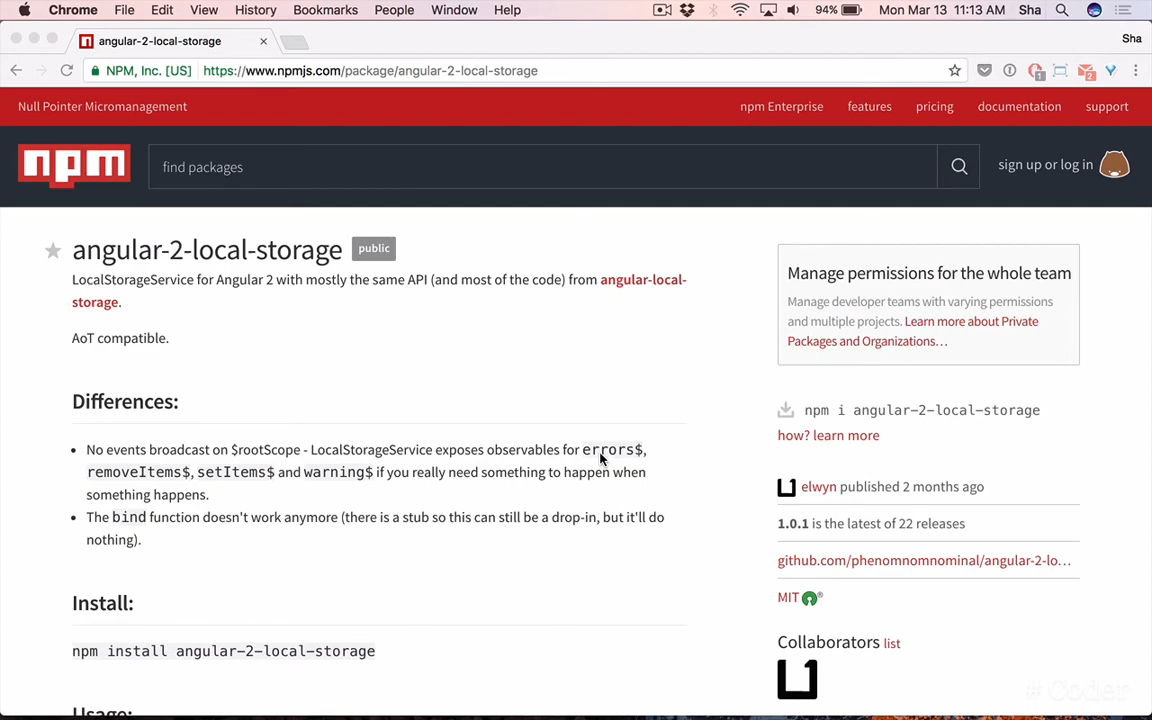 Chrome File Edit View History Bookmarks People Window Help 94% Mon Mar 13 11:13 AM Sha
angular-2-local-storage Sha
NPM, Inc. [US] https://www.npmjs.com/package/angular-2-local-storage 1 2
Null Pointer Micromanagement npm Enterprise features pricing documentation support
npm find packages sign up or log in
angular-2-local-storage public
LocalStorageService for Angular 2 with mostly the same API (and most of the code) from angular-local-
storage.
AoT compatible.
Differences:
No events broadcast on $rootScope - LocalStorageService exposes observables for errors$,
removeItems$, setItems$ and warning$ if you really need something to happen when
something happens.
The bind function doesn't work anymore (there is a stub so this can still be a drop-in, but it'll do
nothing).
Install:
npm install angular-2-local-storage
Usage:
Manage permissions for the whole team
Manage developer teams with varying permissions
and multiple projects. Learn more about Private
Packages and Organizations…
npm i angular-2-local-storage
how? learn more
elwyn published 2 months ago
1.0.1 is the latest of 22 releases
github.com/phenomnomnominal/angular-2-lo…
MIT ®
Collaborators list
# Coder